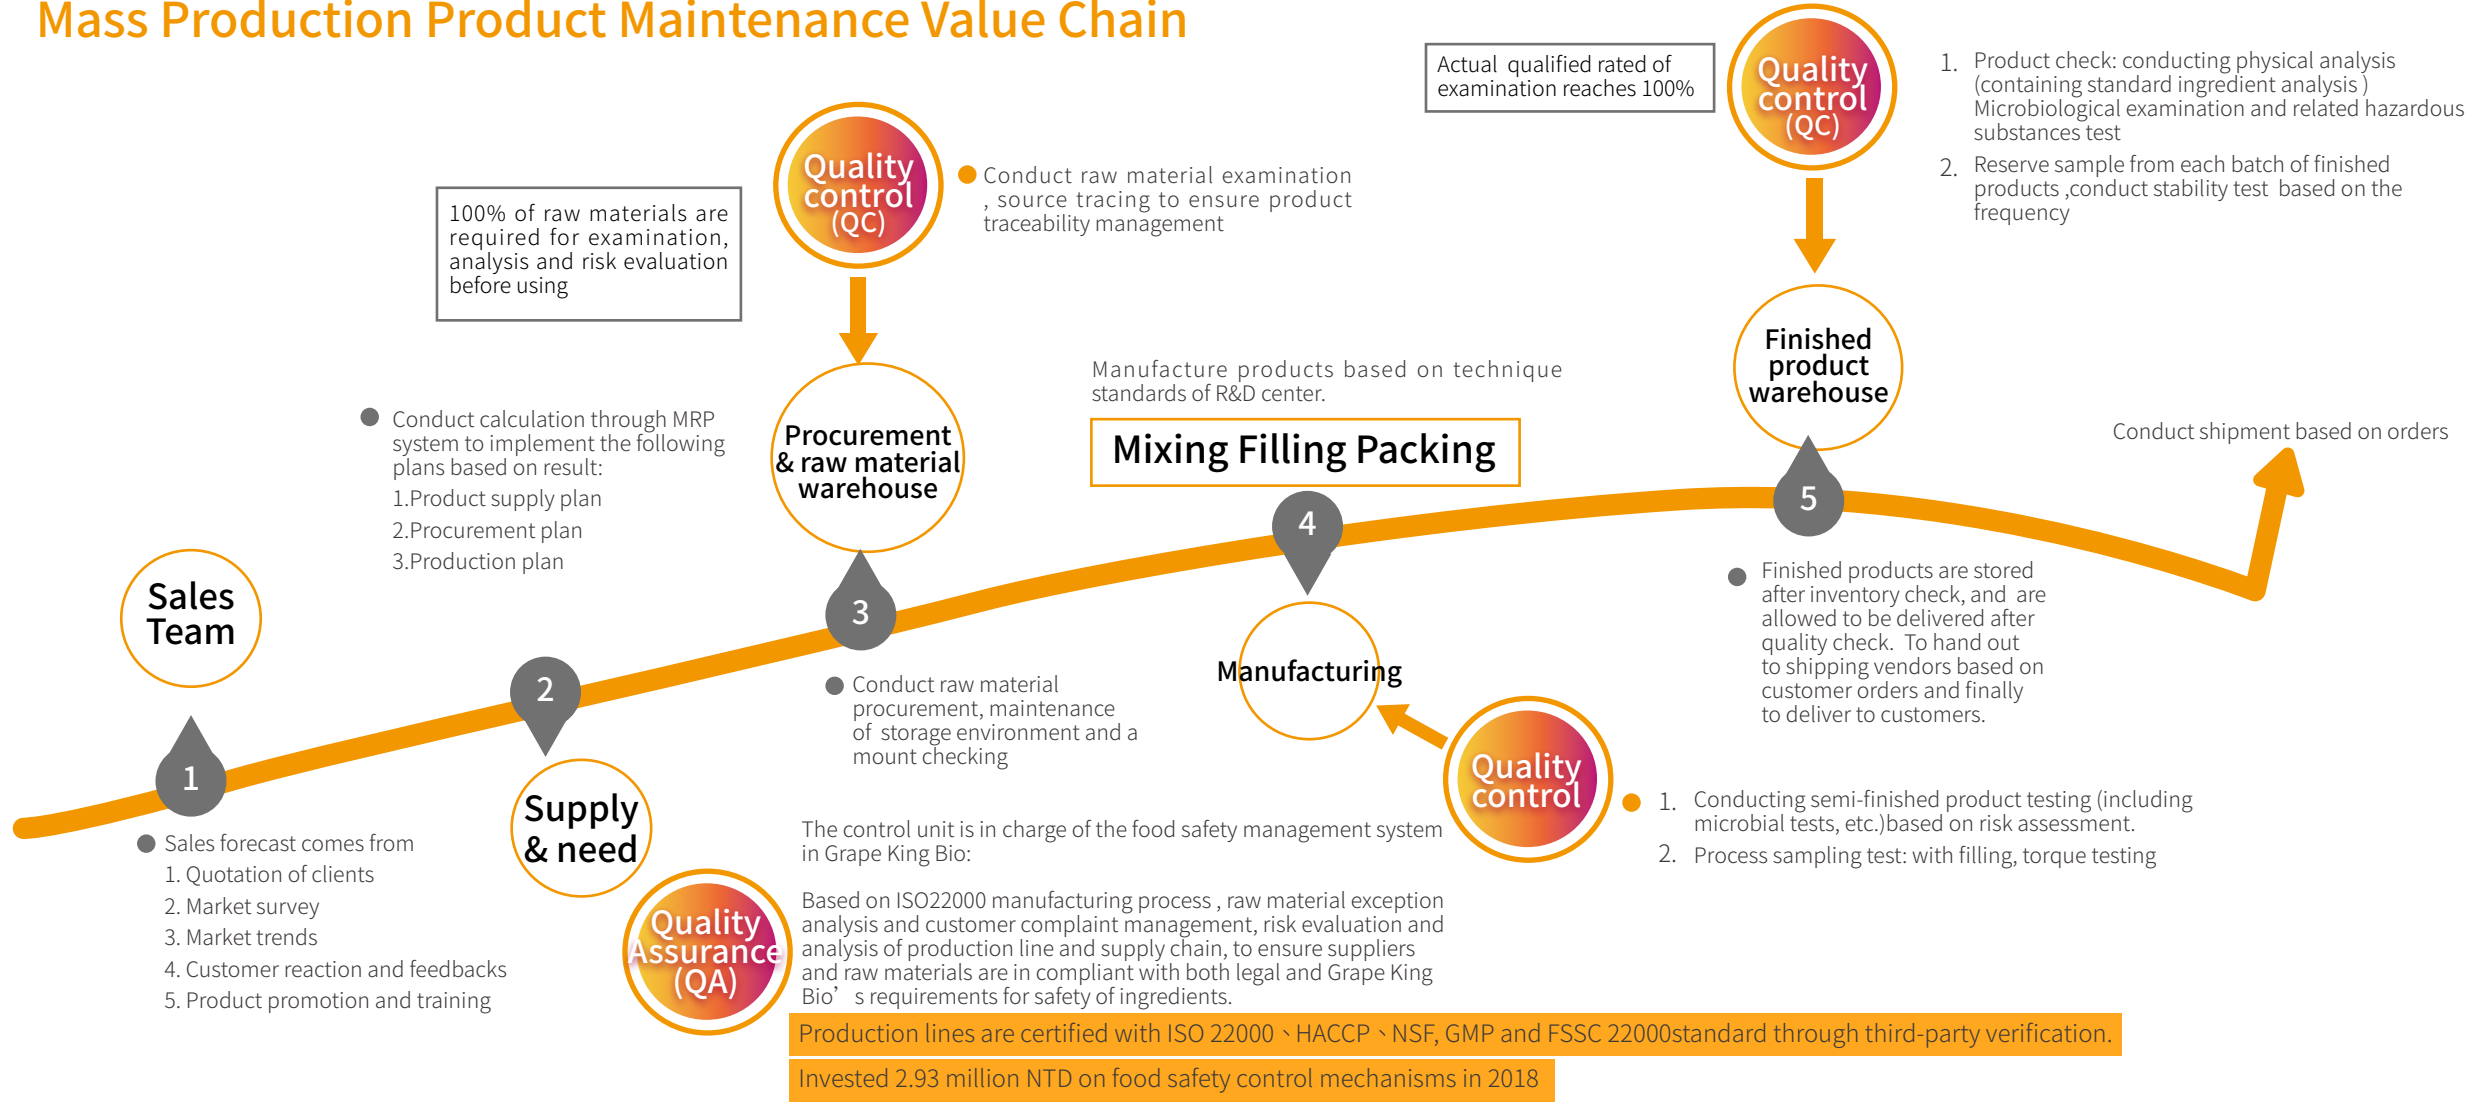 Mass Production Product Maintenance Value Chain
Sales
Team
1
Sales forecast comes from
1. Quotation of clients
2. Market survey
3. Market trends
4. Customer reaction and feedbacks
5. Product promotion and training
Conduct calculation through MRP
system to implement the following
plans based on result:
1.Product supply plan
2.Procurement plan
3.Production plan
2
Supply
& need
100% of raw materials are
required for examination,
analysis and risk evaluation
before using
Quality
control
(QC)
Conduct raw material examination
, source tracing to ensure product
traceability management
Procurement
& raw material
warehouse
3
Conduct raw material
procurement, maintenance
of storage environment and a
mount checking
Quality
Assurance
(QA)
The control unit is in charge of the food safety management system
in Grape King Bio:
Based on ISO22000 manufacturing process , raw material exception
analysis and customer complaint management, risk evaluation and
analysis of production line and supply chain, to ensure suppliers
and raw materials are in compliant with both legal and Grape King
Bio’ s requirements for safety of ingredients.
Production lines are certified with ISO 22000、HACCP、NSF, GMP and FSSC 22000standard through third-party verification.
Invested 2.93 million NTD on food safety control mechanisms in 2018
Manufacture products based on technique
standards of R&D center.
Mixing Filling Packing
4
Manufacturing
Quality
control
1. Conducting semi-finished product testing (including
microbial tests, etc.)based on risk assessment.
2. Process sampling test: with filling, torque testing
Actual qualified rated of
examination reaches 100%
Quality
control
(QC)
1. Product check: conducting physical analysis
(containing standard ingredient analysis )
Microbiological examination and related hazardous
substances test
2. Reserve sample from each batch of finished
products ,conduct stability test based on the
frequency
Finished
product
warehouse
5
Finished products are stored
after inventory check, and are
allowed to be delivered after
quality check. To hand out
to shipping vendors based on
customer orders and finally
to deliver to customers.
Conduct shipment based on orders